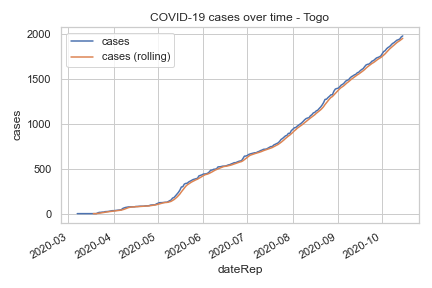 COVID-19 cases over time - Togo
cases
cases (rolling)
2000
1500
1000
500
0
cases
2020-03
2020-04
2020-05
2020-06
2020-07
2020-08
2020-09
2020-10
dateRep